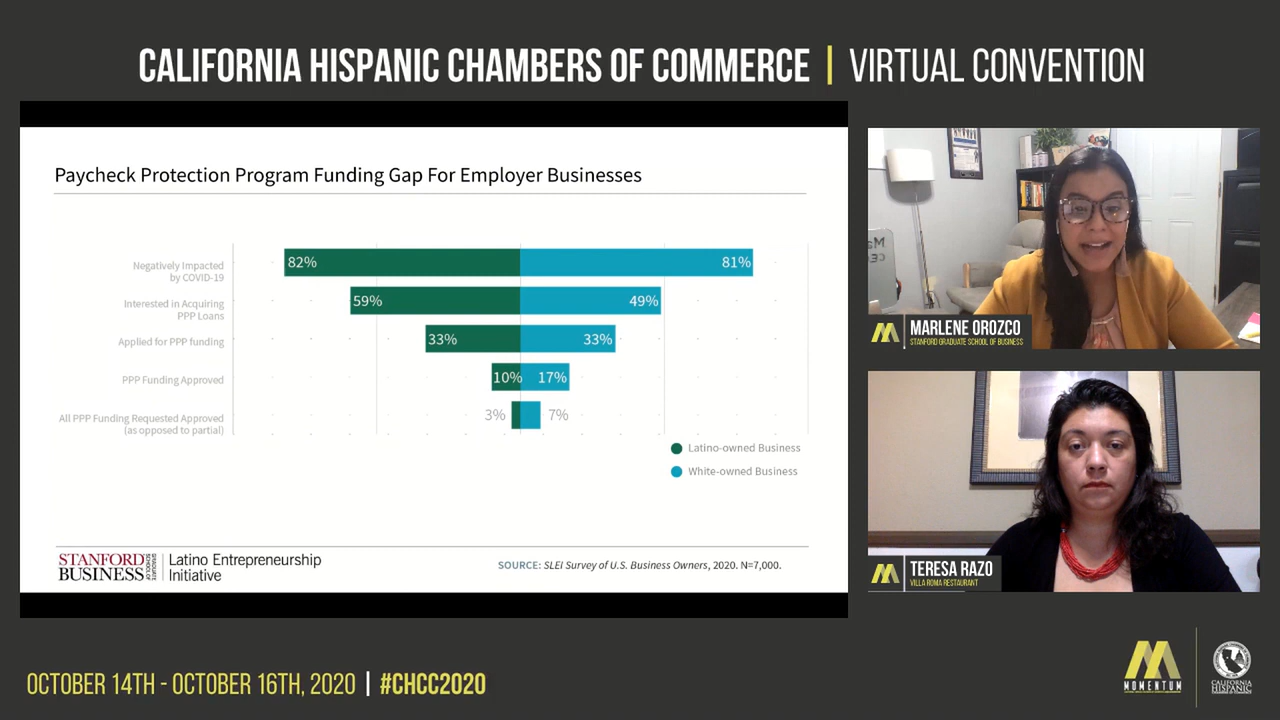 CALIFORNIA HISPANIC CHAMBERS OF COMMERCE | VIRTUAL CONVENTION
Paycheck Protection Program Funding Gap For Employer Businesses
Negatively Impacted
by COVID-19
82%
81%
Interested in Acquiring
PPP Loans
59%
49%
Applied for PPP funding
33%
33%
PPP Funding Approved
10%
17%
All PPP Funding Requested Approved
(as opposed to partial)
3%
7%
Latino-owned Business
White-owned Business
STANFORD
BUSINESS
GRADUATE
SCHOOL OF
BUSINESS
Latino Entrepreneurship
Initiative
SOURCE: SLEI Survey of U.S. Business Owners, 2020. N=7,000.
MARLENE OROZCO
STANFORD GRADUATE SCHOOL OF BUSINESS
TERESA RAZO
VILLA ROMA RESTAURANT
OCTOBER 14TH - OCTOBER 16TH, 2020 | #CHCC2020
MOMENTUM
CALIFORNIA
HISPANIC